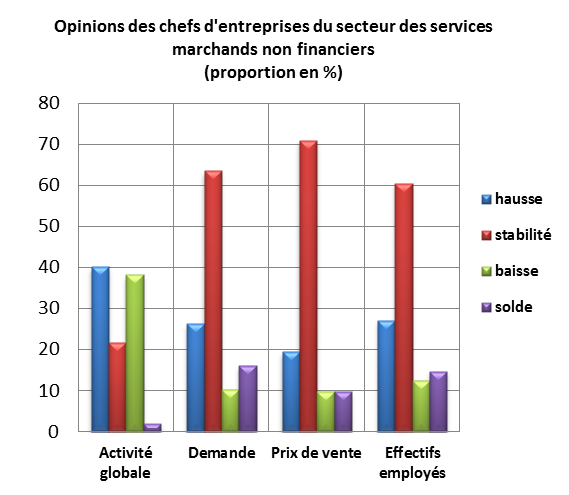 Opinions des chefs d'entreprises du secteur des services
marchands non financiers
(proportion en %)
80
70
60
50
40
30
20
10
0
hausse
stabilité
baisse
solde
Activité
globale
Demande
Prix de vente
Effectifs
employés